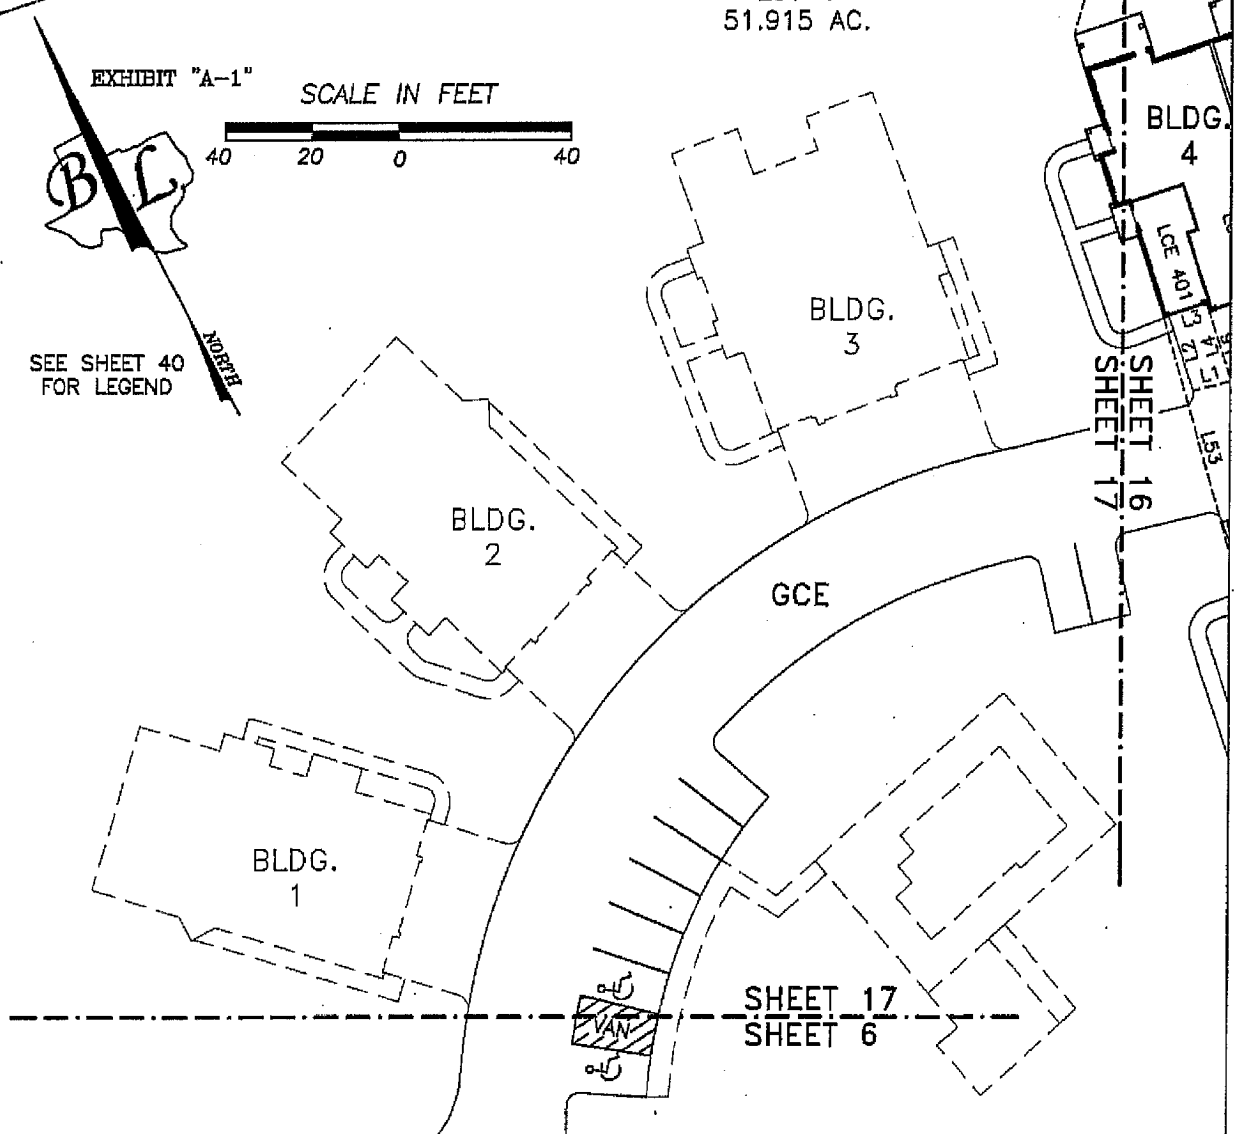 51.915 AC.
EXHIBIT "A-1"
SCALE IN FEET
40 20 0 40
B L
NORTH
SEE SHEET 40
FOR LEGEND
BLDG.
4
LCE 401
BLDG.
3
L3
L2
L4
L1
L53
SHEET 16
SHEET 17
BLDG.
2
GCE
BLDG.
1
VAN
SHEET 17
SHEET 6